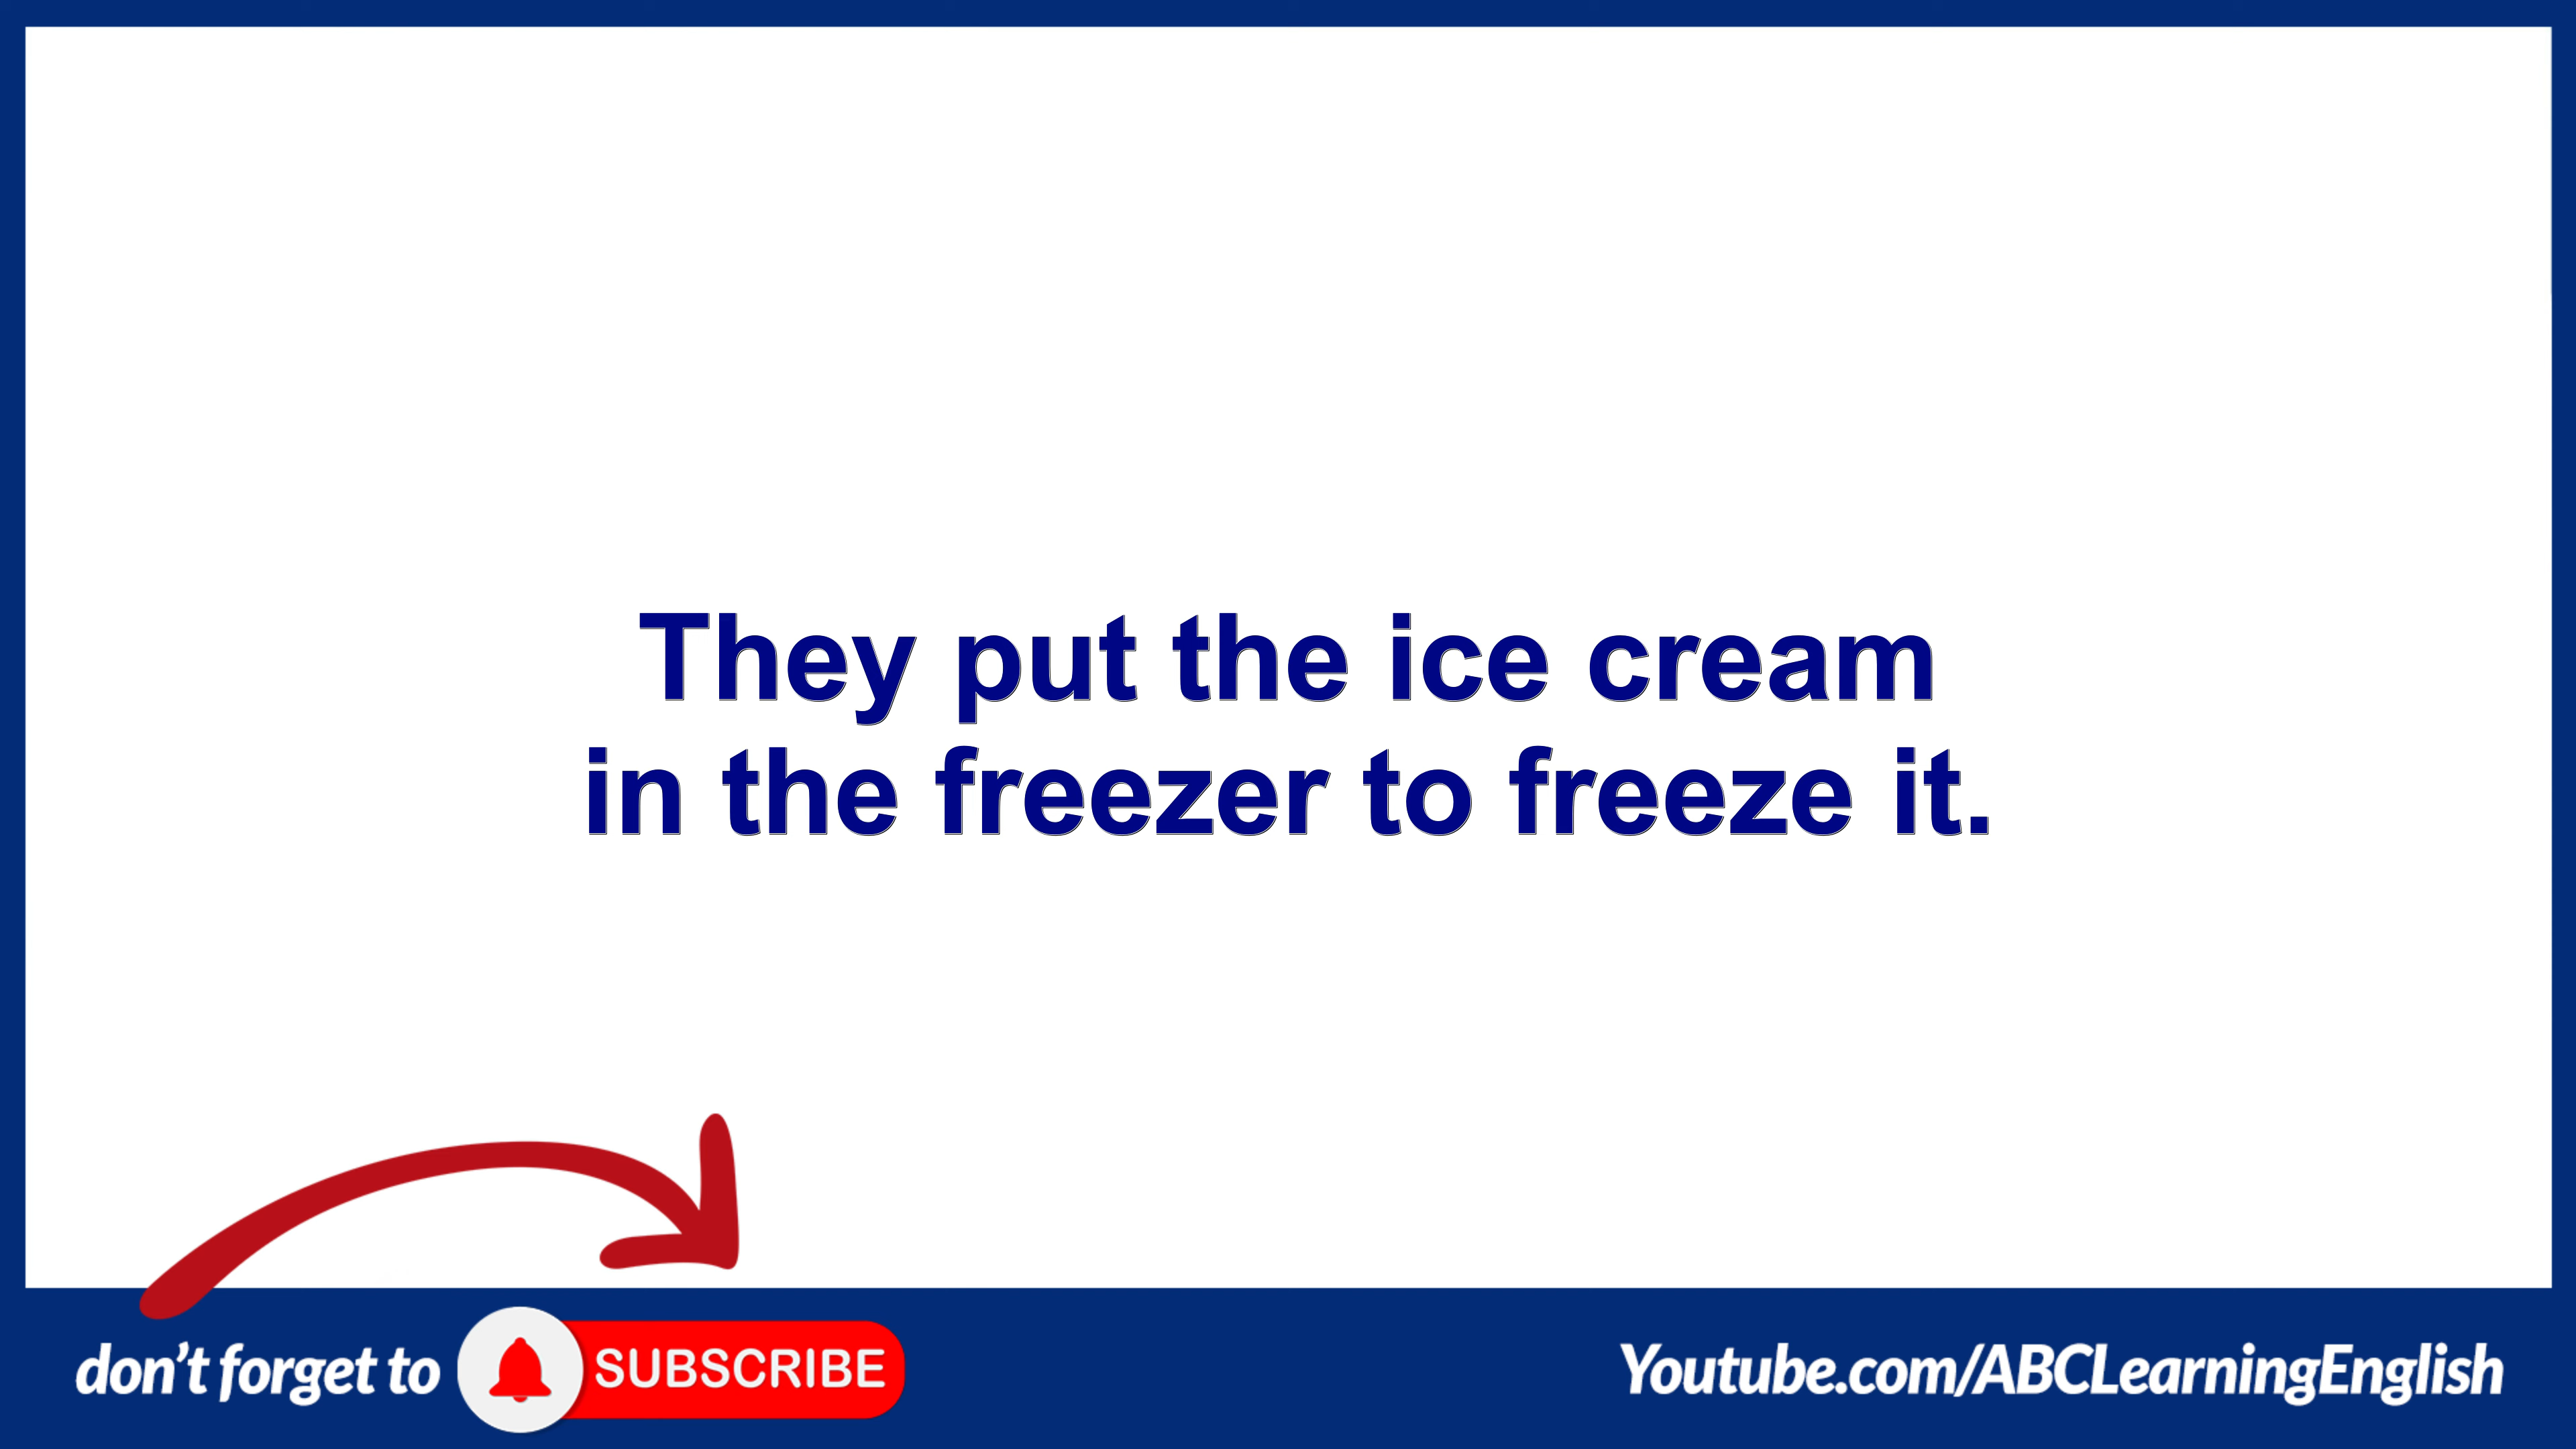 They put the ice cream
in the freezer to freeze it.
don't forget to SUBSCRIBE
Youtube.com/ABCLearningEnglish